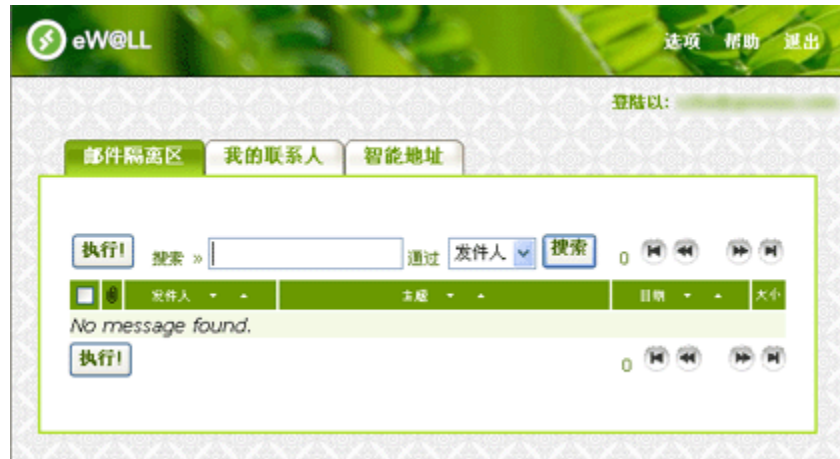 eW@LL
选项 帮助 退出
登陆以:
邮件隔离区 我的联系人 智能地址
执行! 搜索 » 通过 发件人 搜索 0
发件人 主题 日期 大小
No message found.
执行! 0